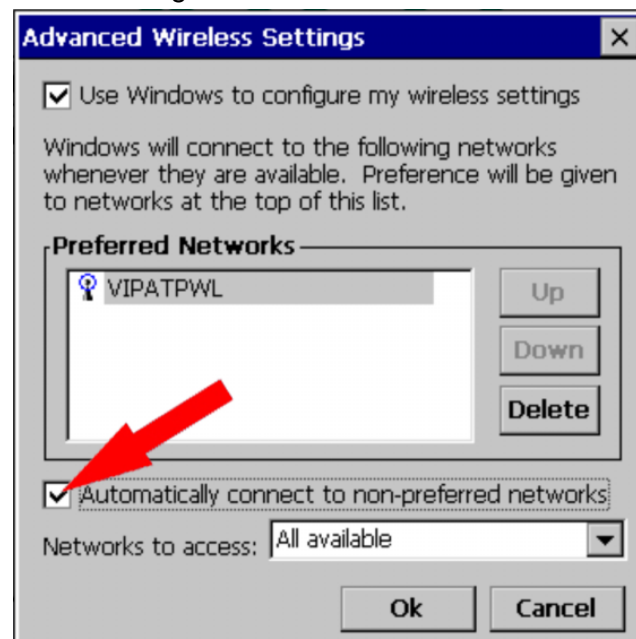 Advanced Wireless Settings
Use Windows to configure my wireless settings
Windows will connect to the following networks
whenever they are available. Preference will be given
to networks at the top of this list.
Preferred Networks
VIPATPWL
Up
Down
Delete
Automatically connect to non-preferred networks
Networks to access: All available
Ok Cancel